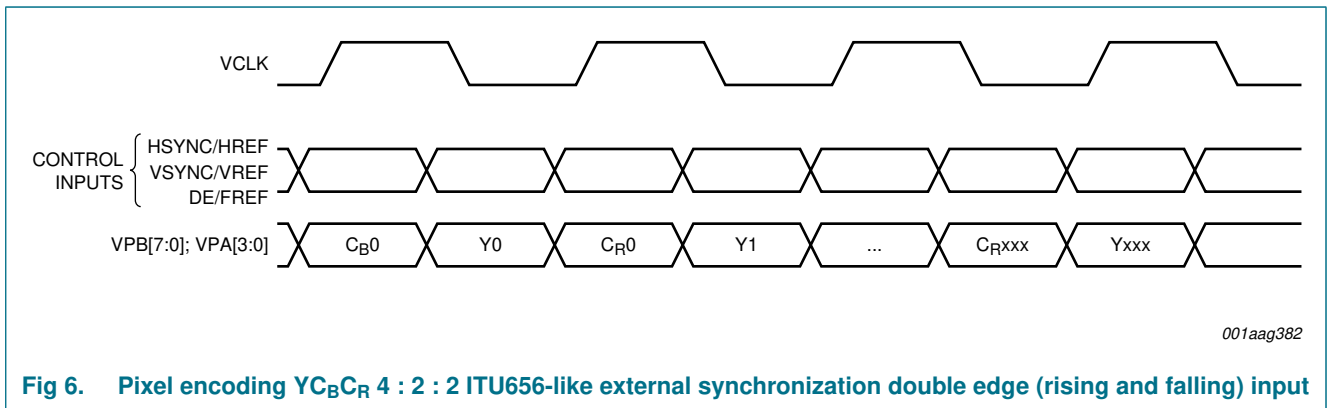 VCLK
CONTROL INPUTS
HSYNC/HREF
VSYNC/VREF
DE/FREF
VPB[7:0]; VPA[3:0] CB0 Y0 CR0 Y1 ... CRxxx Yxxx
001aag382
Fig 6. Pixel encoding YCBCR 4 : 2 : 2 ITU656-like external synchronization double edge (rising and falling) input